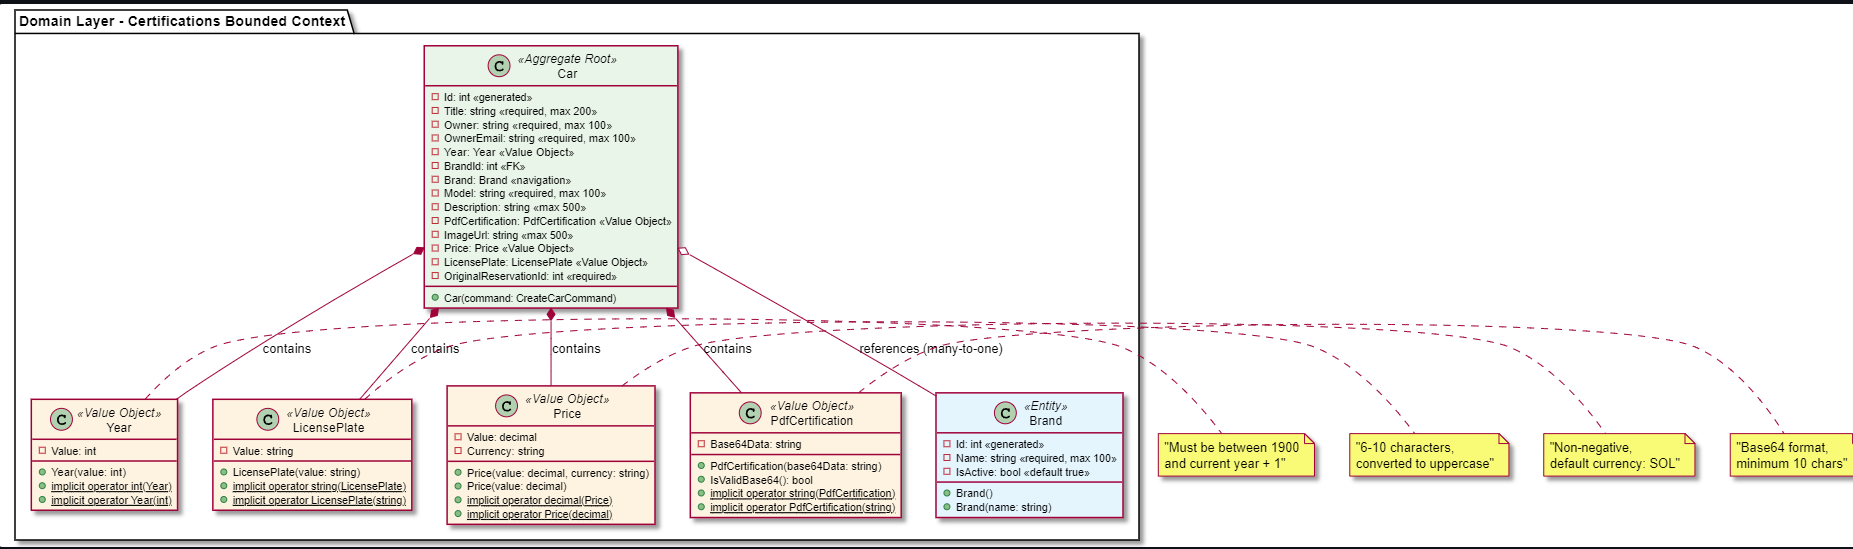 Domain Layer - Certifications Bounded Context
C
«Aggregate Root»
Car
Id: int «generated»
Title: string «required, max 200»
Owner: string «required, max 100»
OwnerEmail: string «required, max 100»
Year: Year «Value Object»
BrandId: int «FK»
Brand: Brand «navigation»
Model: string «required, max 100»
Description: string «max 500»
PdfCertification: PdfCertification «Value Object»
ImageUrl: string «max 500»
Price: Price «Value Object»
LicensePlate: LicensePlate «Value Object»
OriginalReservationId: int «required»
Car(command: CreateCarCommand)
contains
contains
contains
contains
references (many-to-one)
C
«Value Object»
Year
Value: int
Year(value: int)
implicit operator int(Year)
implicit operator Year(int)
C
«Value Object»
LicensePlate
Value: string
LicensePlate(value: string)
implicit operator string(LicensePlate)
implicit operator LicensePlate(string)
C
«Value Object»
Price
Value: decimal
Currency: string
Price(value: decimal, currency: string)
Price(value: decimal)
implicit operator decimal(Price)
implicit operator Price(decimal)
C
«Value Object»
PdfCertification
Base64Data: string
PdfCertification(base64Data: string)
IsValidBase64(): bool
implicit operator string(PdfCertification)
implicit operator PdfCertification(string)
C
«Entity»
Brand
Id: int «generated»
Name: string «required, max 100»
IsActive: bool «default true»
Brand()
Brand(name: string)
"Must be between 1900
and current year + 1"
"6-10 characters,
converted to uppercase"
"Non-negative,
default currency: SOL"
"Base64 format,
minimum 10 chars"